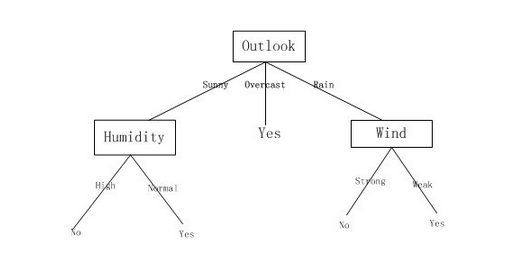 Outlook
Sunny Overcast Rain
Humidity Yes Wind
High Normal Strong Weak
No Yes No Yes